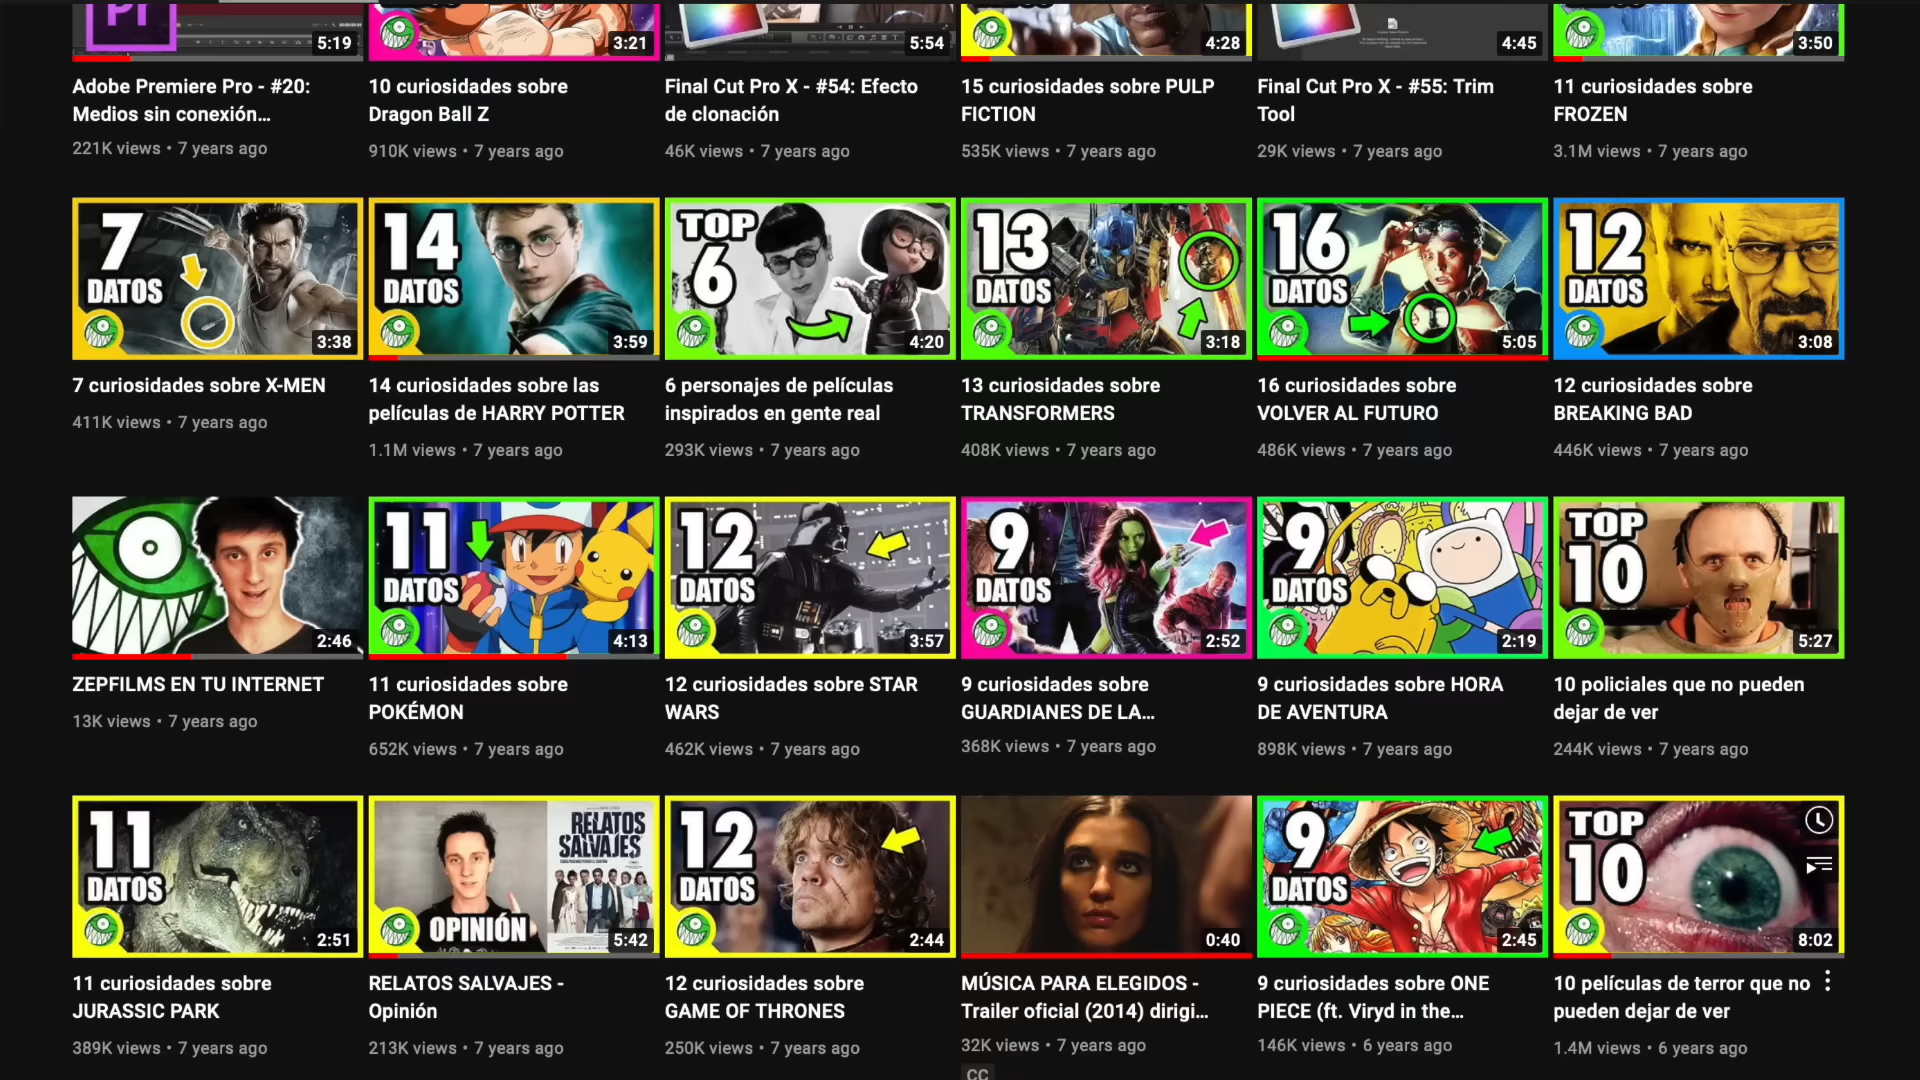 Pr
5:19
3:21
5:54
4:28
4:45
3:50
Adobe Premiere Pro - #20:
Medios sin conexión...
221K views • 7 years ago
10 curiosidades sobre
Dragon Ball Z
910K views • 7 years ago
Final Cut Pro X - #54: Efecto
de clonación
46K views • 7 years ago
15 curiosidades sobre PULP
FICTION
535K views • 7 years ago
Final Cut Pro X - #55: Trim
Tool
29K views • 7 years ago
11 curiosidades sobre
FROZEN
3.1M views • 7 years ago
7
DATOS
3:38
7 curiosidades sobre X-MEN
411K views • 7 years ago
14
DATOS
3:59
14 curiosidades sobre las
películas de HARRY POTTER
1.1M views • 7 years ago
TOP
6
4:20
6 personajes de películas
inspirados en gente real
293K views • 7 years ago
13
DATOS
3:18
13 curiosidades sobre
TRANSFORMERS
408K views • 7 years ago
16
DATOS
5:05
16 curiosidades sobre
VOLVER AL FUTURO
486K views • 7 years ago
12
DATOS
3:08
12 curiosidades sobre
BREAKING BAD
446K views • 7 years ago
2:46
ZEPFILMS EN TU INTERNET
13K views • 7 years ago
11
DATOS
4:13
11 curiosidades sobre
POKÉMON
652K views • 7 years ago
12
DATOS
3:57
12 curiosidades sobre STAR
WARS
462K views • 7 years ago
9
DATOS
2:52
9 curiosidades sobre
GUARDIANES DE LA...
368K views • 7 years ago
9
DATOS
2:19
9 curiosidades sobre HORA
DE AVENTURA
898K views • 7 years ago
TOP
10
5:27
10 policiales que no pueden
dejar de ver
244K views • 7 years ago
11
DATOS
2:51
11 curiosidades sobre
JURASSIC PARK
389K views • 7 years ago
RELATOS
SALVAJES
OPINIÓN
5:42
RELATOS SALVAJES -
Opinión
213K views • 7 years ago
12
DATOS
2:44
12 curiosidades sobre
GAME OF THRONES
250K views • 7 years ago
0:40
MÚSICA PARA ELEGIDOS -
Trailer oficial (2014) dirigi...
32K views • 7 years ago
CC
9
DATOS
2:45
9 curiosidades sobre ONE
PIECE (ft. Viryd in the...
146K views • 6 years ago
TOP
10
8:02
10 películas de terror que no
pueden dejar de ver
1.4M views • 6 years ago